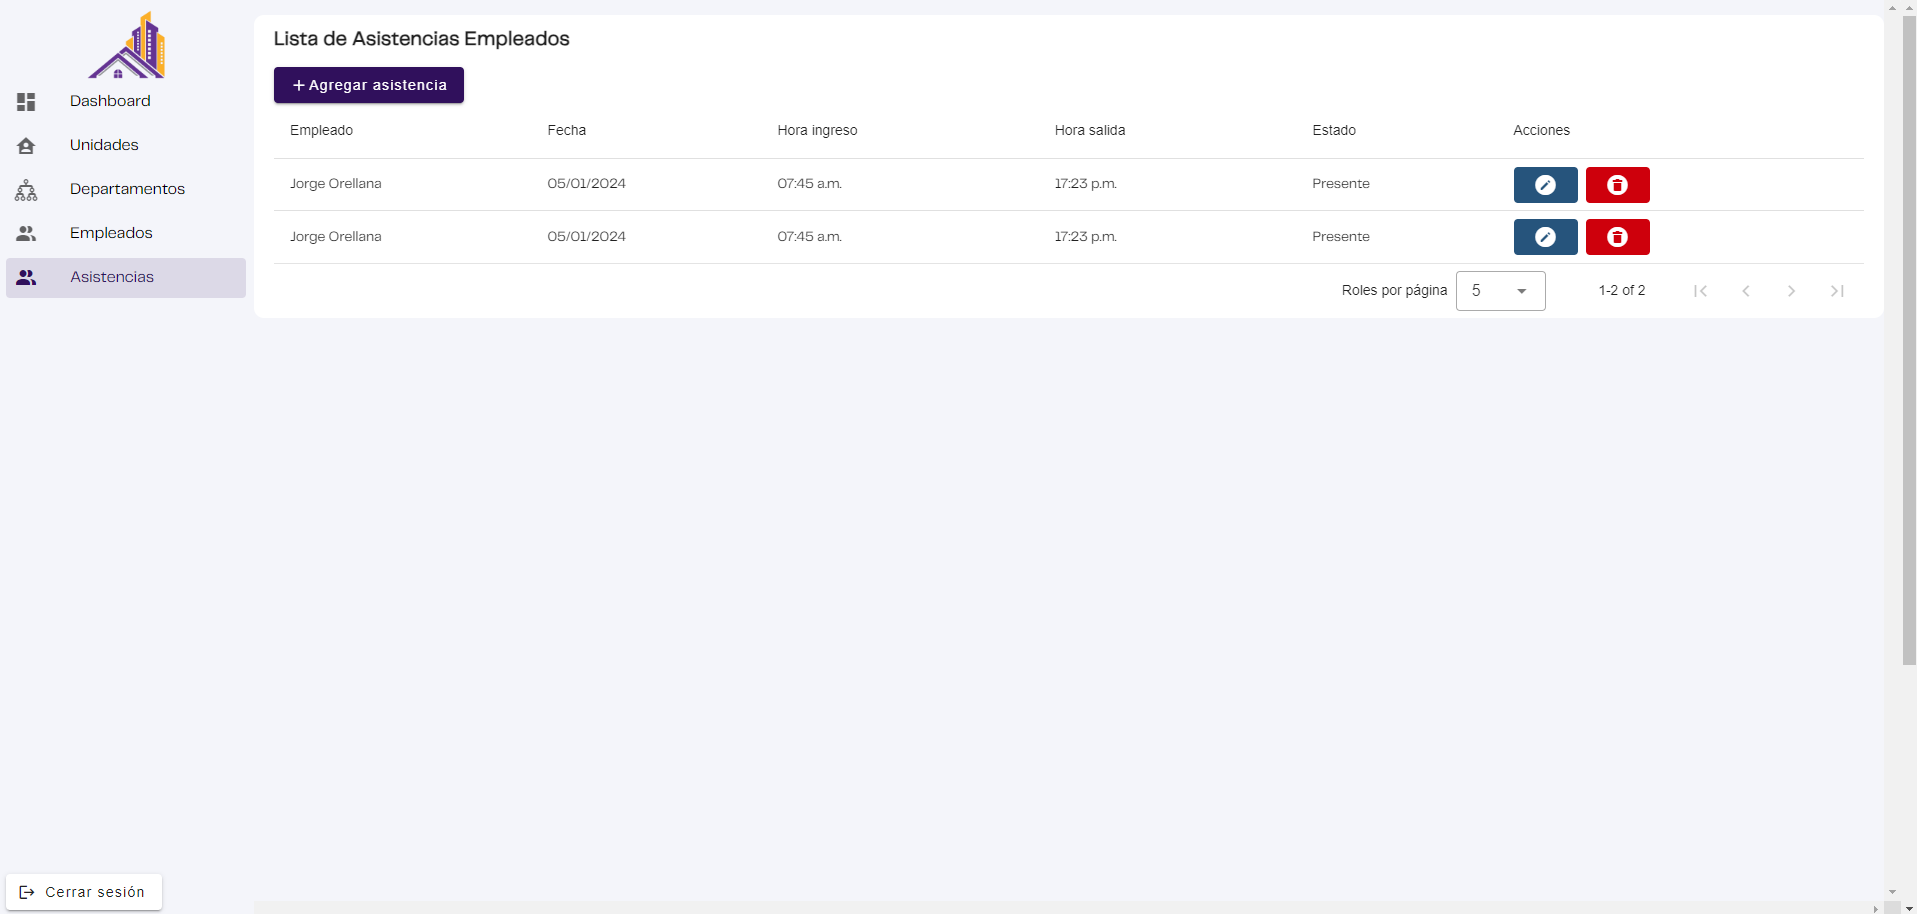 Dashboard
Unidades
Departamentos
Empleados
Asistencias
Cerrar sesión
Lista de Asistencias Empleados
+ Agregar asistencia
Empleado Fecha Hora ingreso Hora salida Estado Acciones
Jorge Orellana 05/01/2024 07:45 a.m. 17:23 p.m. Presente
Jorge Orellana 05/01/2024 07:45 a.m. 17:23 p.m. Presente
Roles por página 5 1-2 of 2